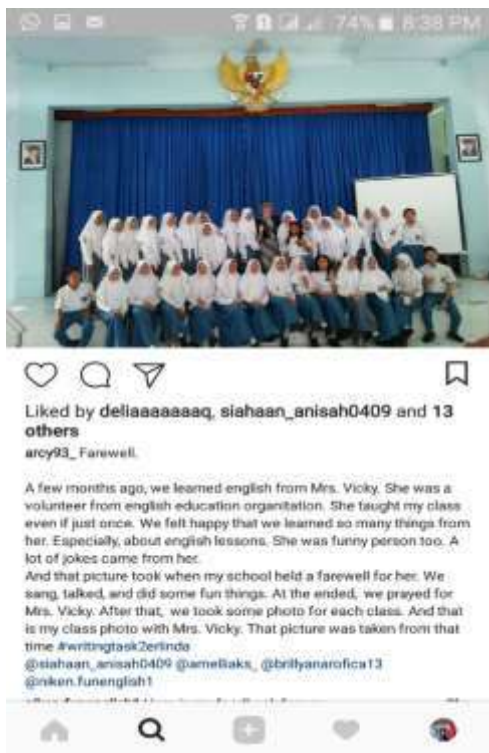 74% 8:38 PM
Liked by deliaaaaaaaq, siahaan_anisah0409 and 13
others
arcy93_ Farewell.
A few months ago, we learned english from Mrs. Vicky. She was a
volunteer from english education organitation. She taught my class
even if just once. We felt happy that we learned so many things from
her. Especially, about english lessons. She was funny person too. A
lot of jokes came from her.
And that picture took when my school held a farewell for her. We
sang, talked, and did some fun things. At the ended, we prayed for
Mrs. Vicky. After that, we took some photo for each class. And that
is my class photo with Mrs. Vicky. That picture was taken from that
time #writingtask2erlinda
@siahaan_anisah0409 @amelliaks_ @brillyanarofica13
@niken.funenglish1